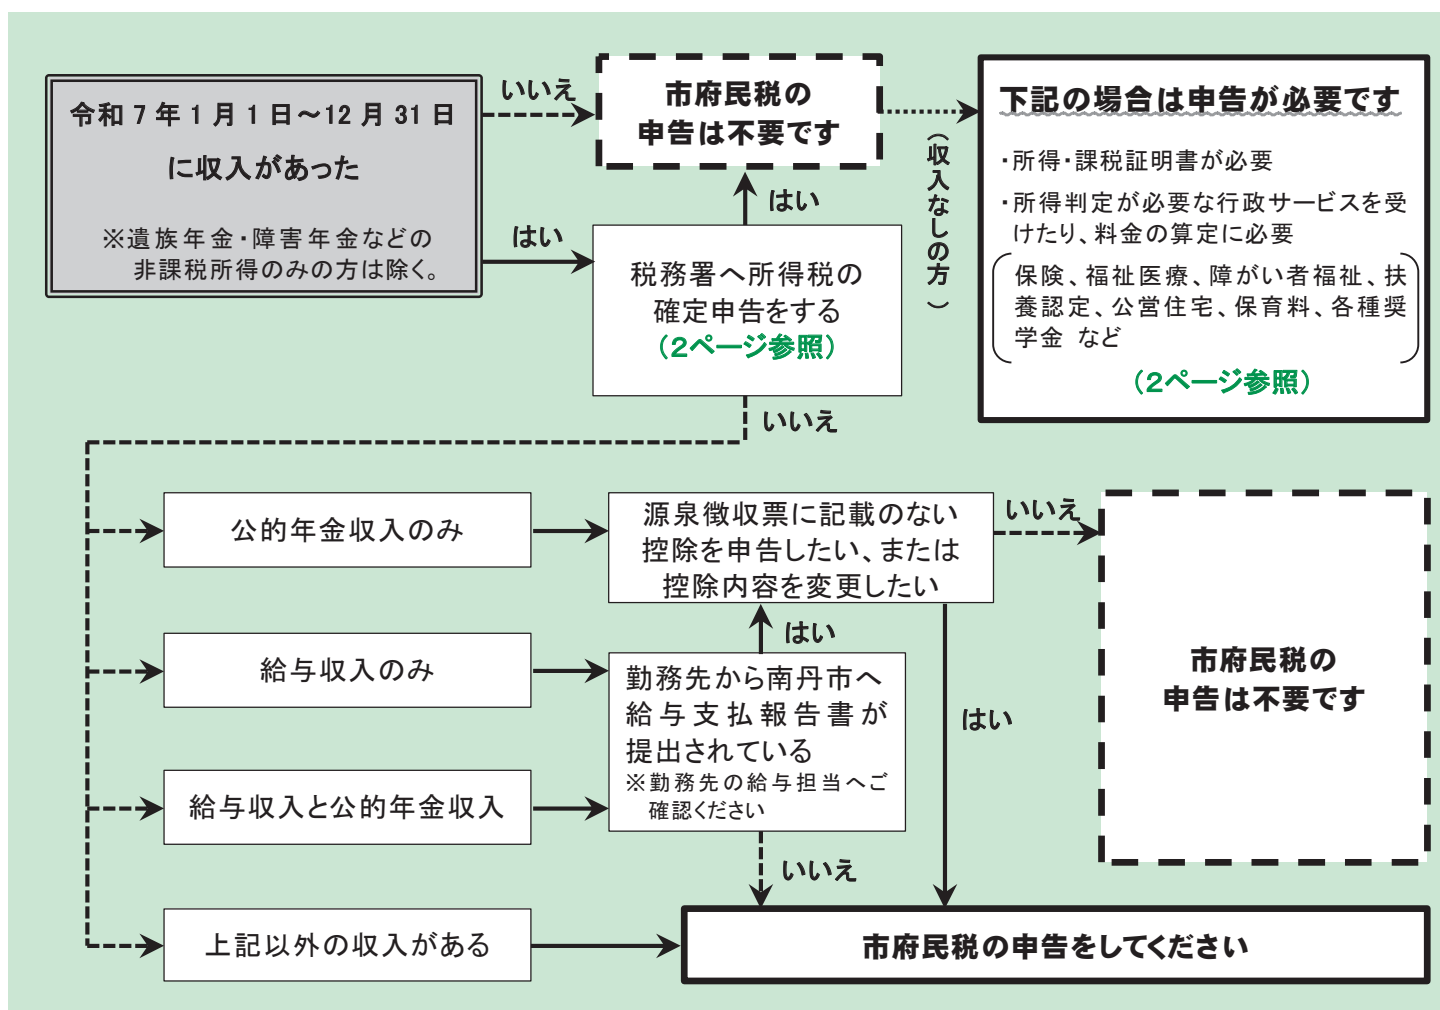 令和7年1月1日～12月31日
に収入があった
※遺族年金・障害年金などの
非課税所得のみの方は除く。
いいえ
はい
市府民税の
申告は不要です
はい
税務署へ所得税の
確定申告をする
（2ページ参照）
いいえ
（収入なしの方）
下記の場合は申告が必要です
・所得・課税証明書が必要
・所得判定が必要な行政サービスを受
けたり、料金の算定に必要
保険、福祉医療、障がい者福祉、扶
養認定、公営住宅、保育料、各種奨
学金 など
（2ページ参照）
公的年金収入のみ
源泉徴収票に記載のない
控除を申告したい、または
控除内容を変更したい
いいえ
はい
給与収入のみ
勤務先から南丹市へ
給与支払報告書が
提出されている
※勤務先の給与担当へご
確認ください
はい
市府民税の
申告は不要です
給与収入と公的年金収入
いいえ
上記以外の収入がある
市府民税の申告をしてください